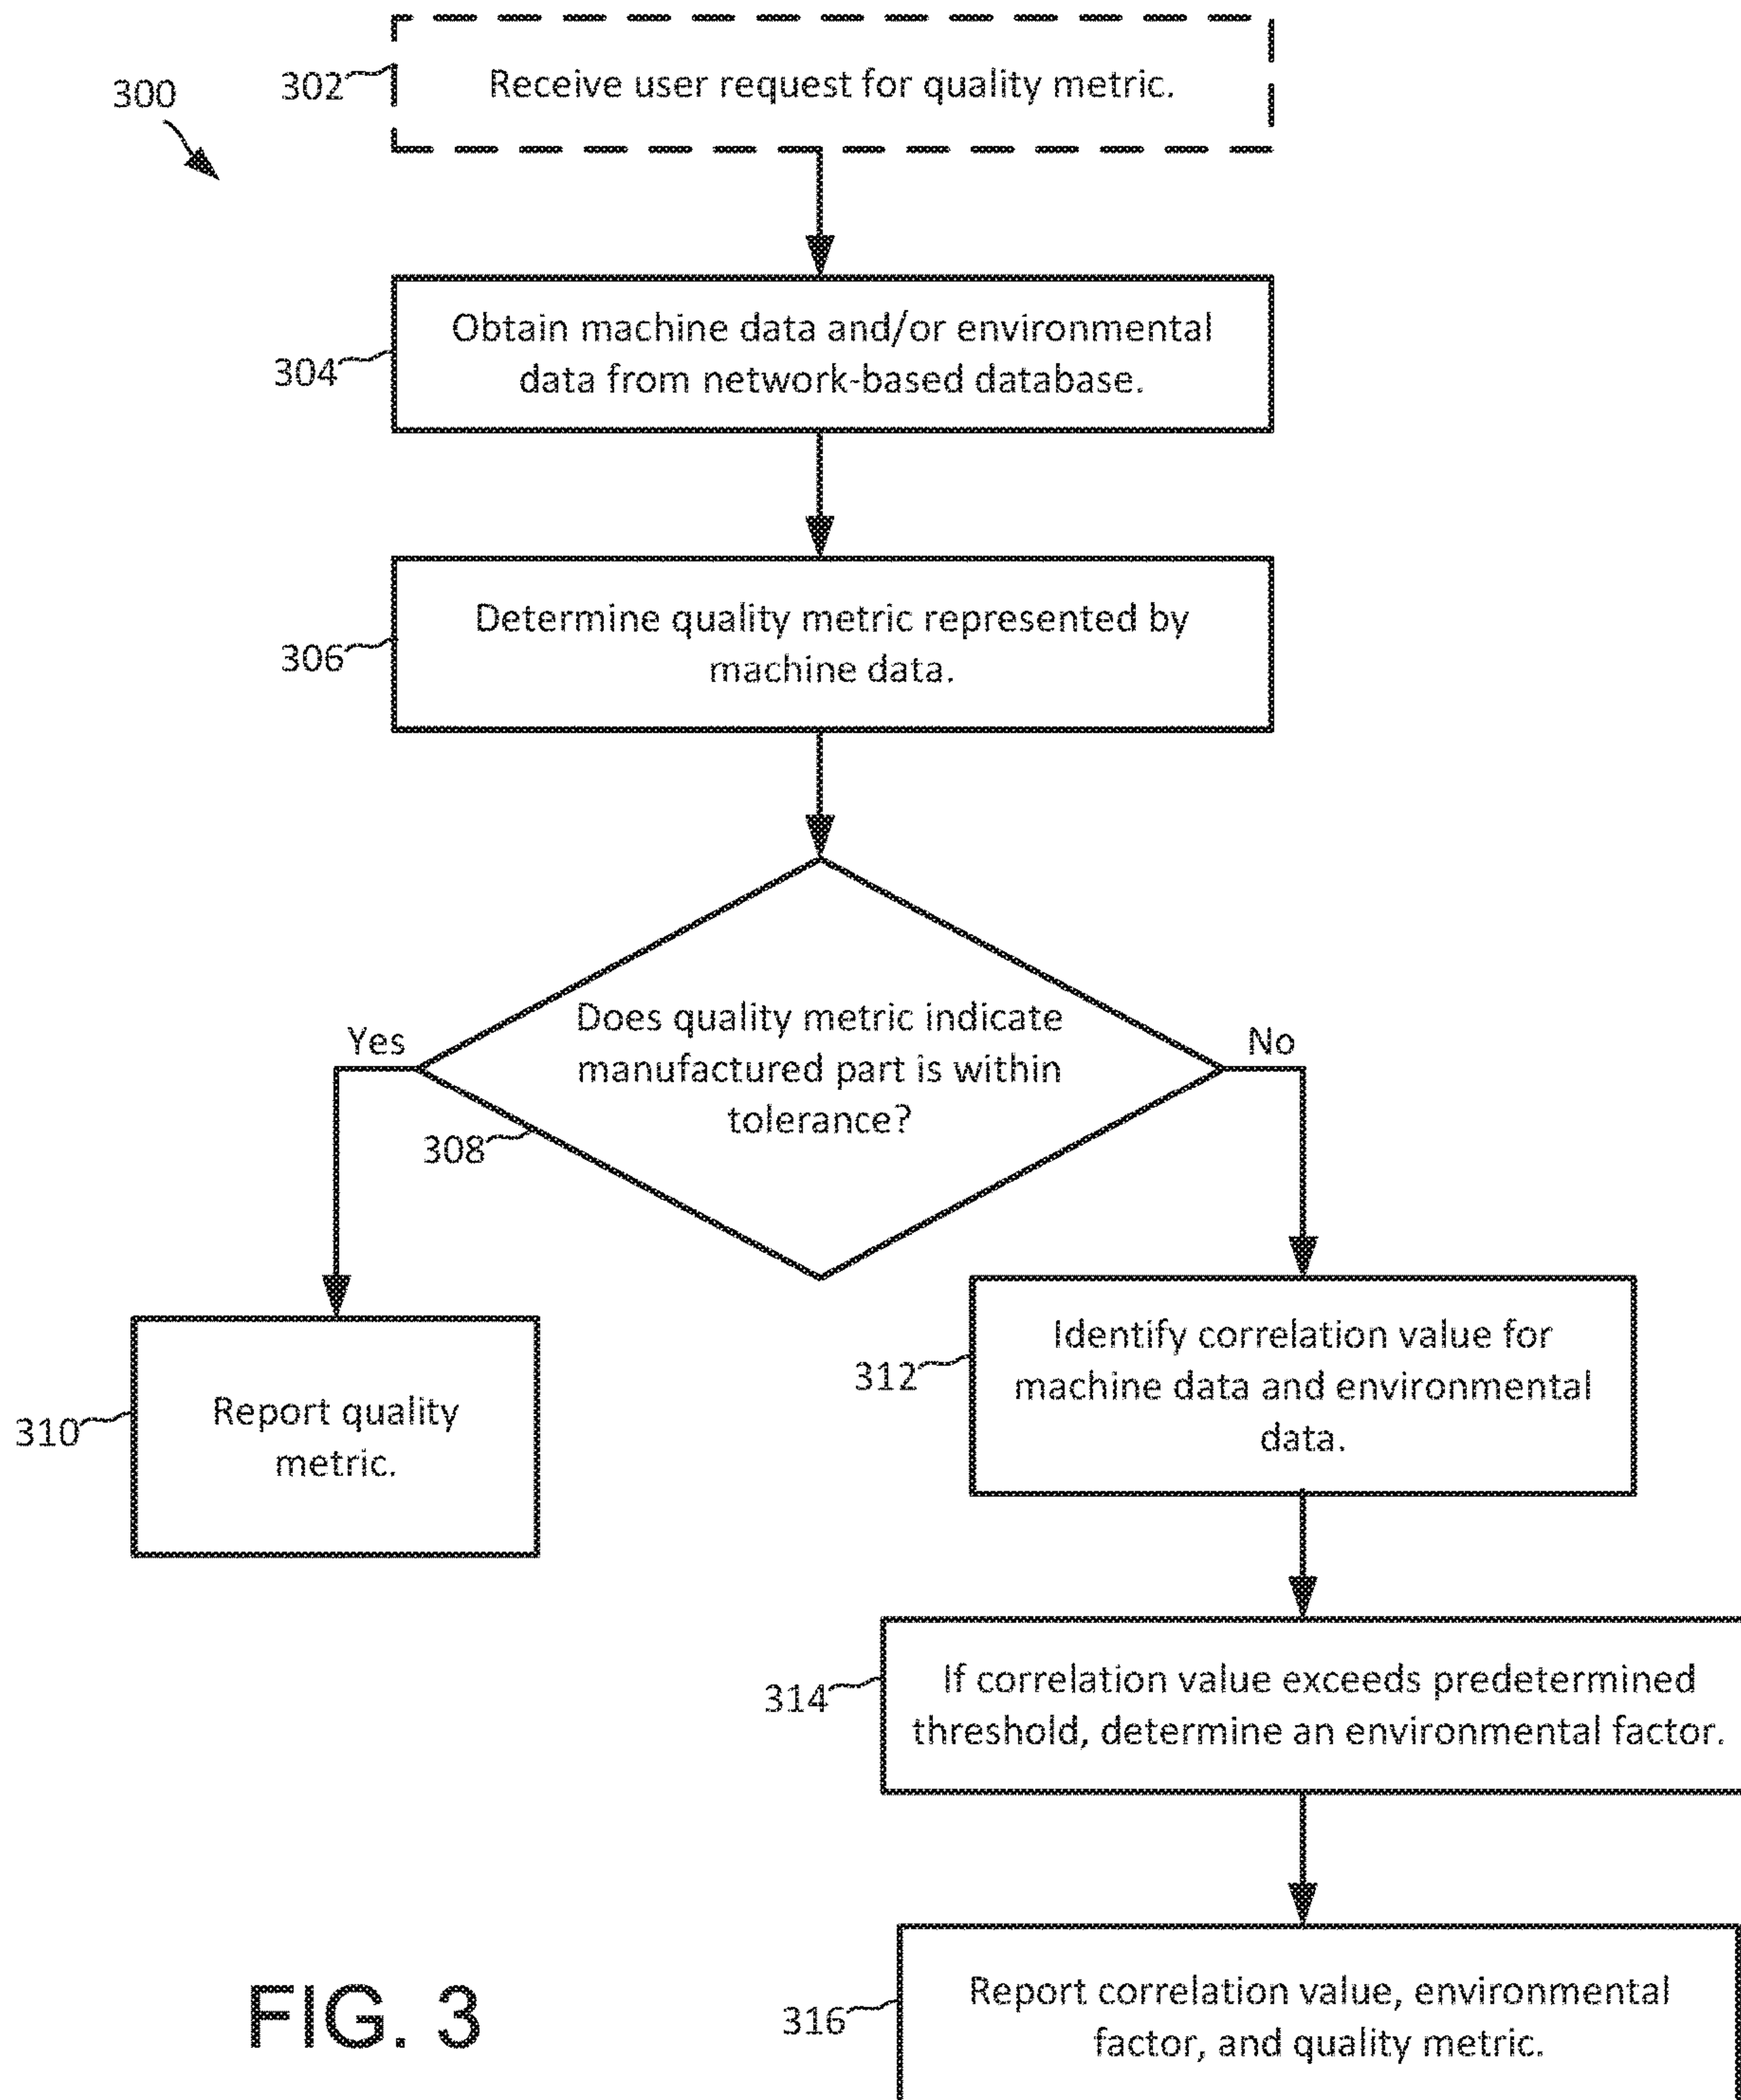 300
302
Receive user request for quality metric.
304
Obtain machine data and/or environmental
data from network-based database.
306
Determine quality metric represented by
machine data.
308
Does quality metric indicate
manufactured part is within
tolerance?
Yes
No
310
Report quality
metric.
312
Identify correlation value for
machine data and environmental
data.
314
If correlation value exceeds predetermined
threshold, determine an environmental factor.
316
Report correlation value, environmental
factor, and quality metric.
FIG. 3